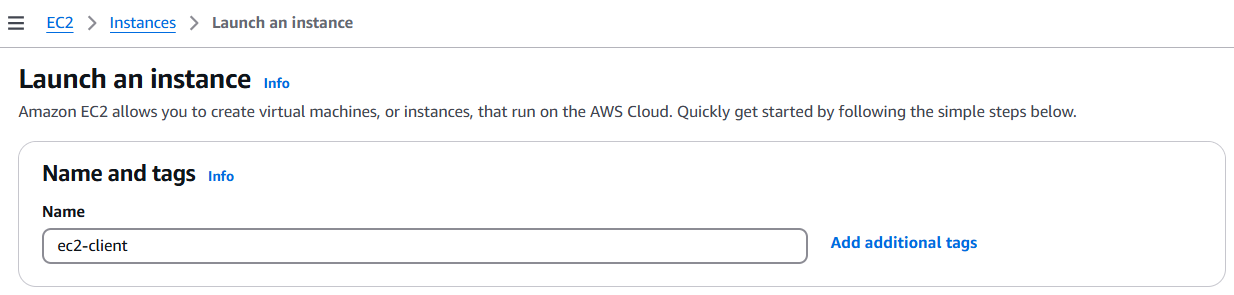 EC2 > Instances > Launch an instance
Launch an instance Info
Amazon EC2 allows you to create virtual machines, or instances, that run on the AWS Cloud. Quickly get started by following the simple steps below.
Name and tags Info
Name
ec2-client Add additional tags